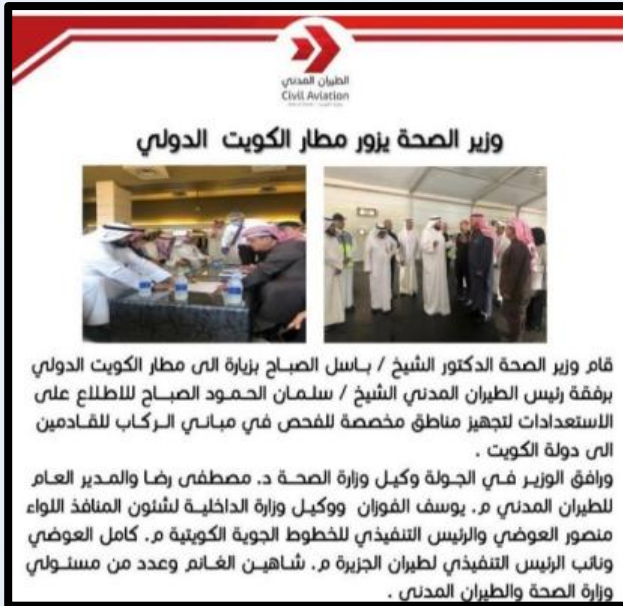 الطيران المدني
Civil Aviation
وزير الصحة يزور مطار الكويت الدولي
قام وزير الصحة الدكتور الشيخ / باسل الصباح بزيارة الى مطار الكويت الدولي
برفقة رئيس الطيران المدني الشيخ / سلمان الحمود الصباح للاطلاع على
الاستعدادات لتجهيز مناطق مخصصة للفحص في مباني الركاب للقادمين
الى دولة الكويت .
ورافق الوزير في الجولة وكيل وزارة الصحة د. مصطفى رضا والمدير العام
للطيران المدني م. يوسف الفوزان ووكيل وزارة الداخلية لشئون المنافذ اللواء
منصور العوضي والرئيس التنفيذي للخطوط الجوية الكويتية م. كامل العوضي
ونائب الرئيس التنفيذي لطيران الجزيرة م. شاهين الغانم وعدد من مسئولي
وزارة الصحة والطيران المدني .